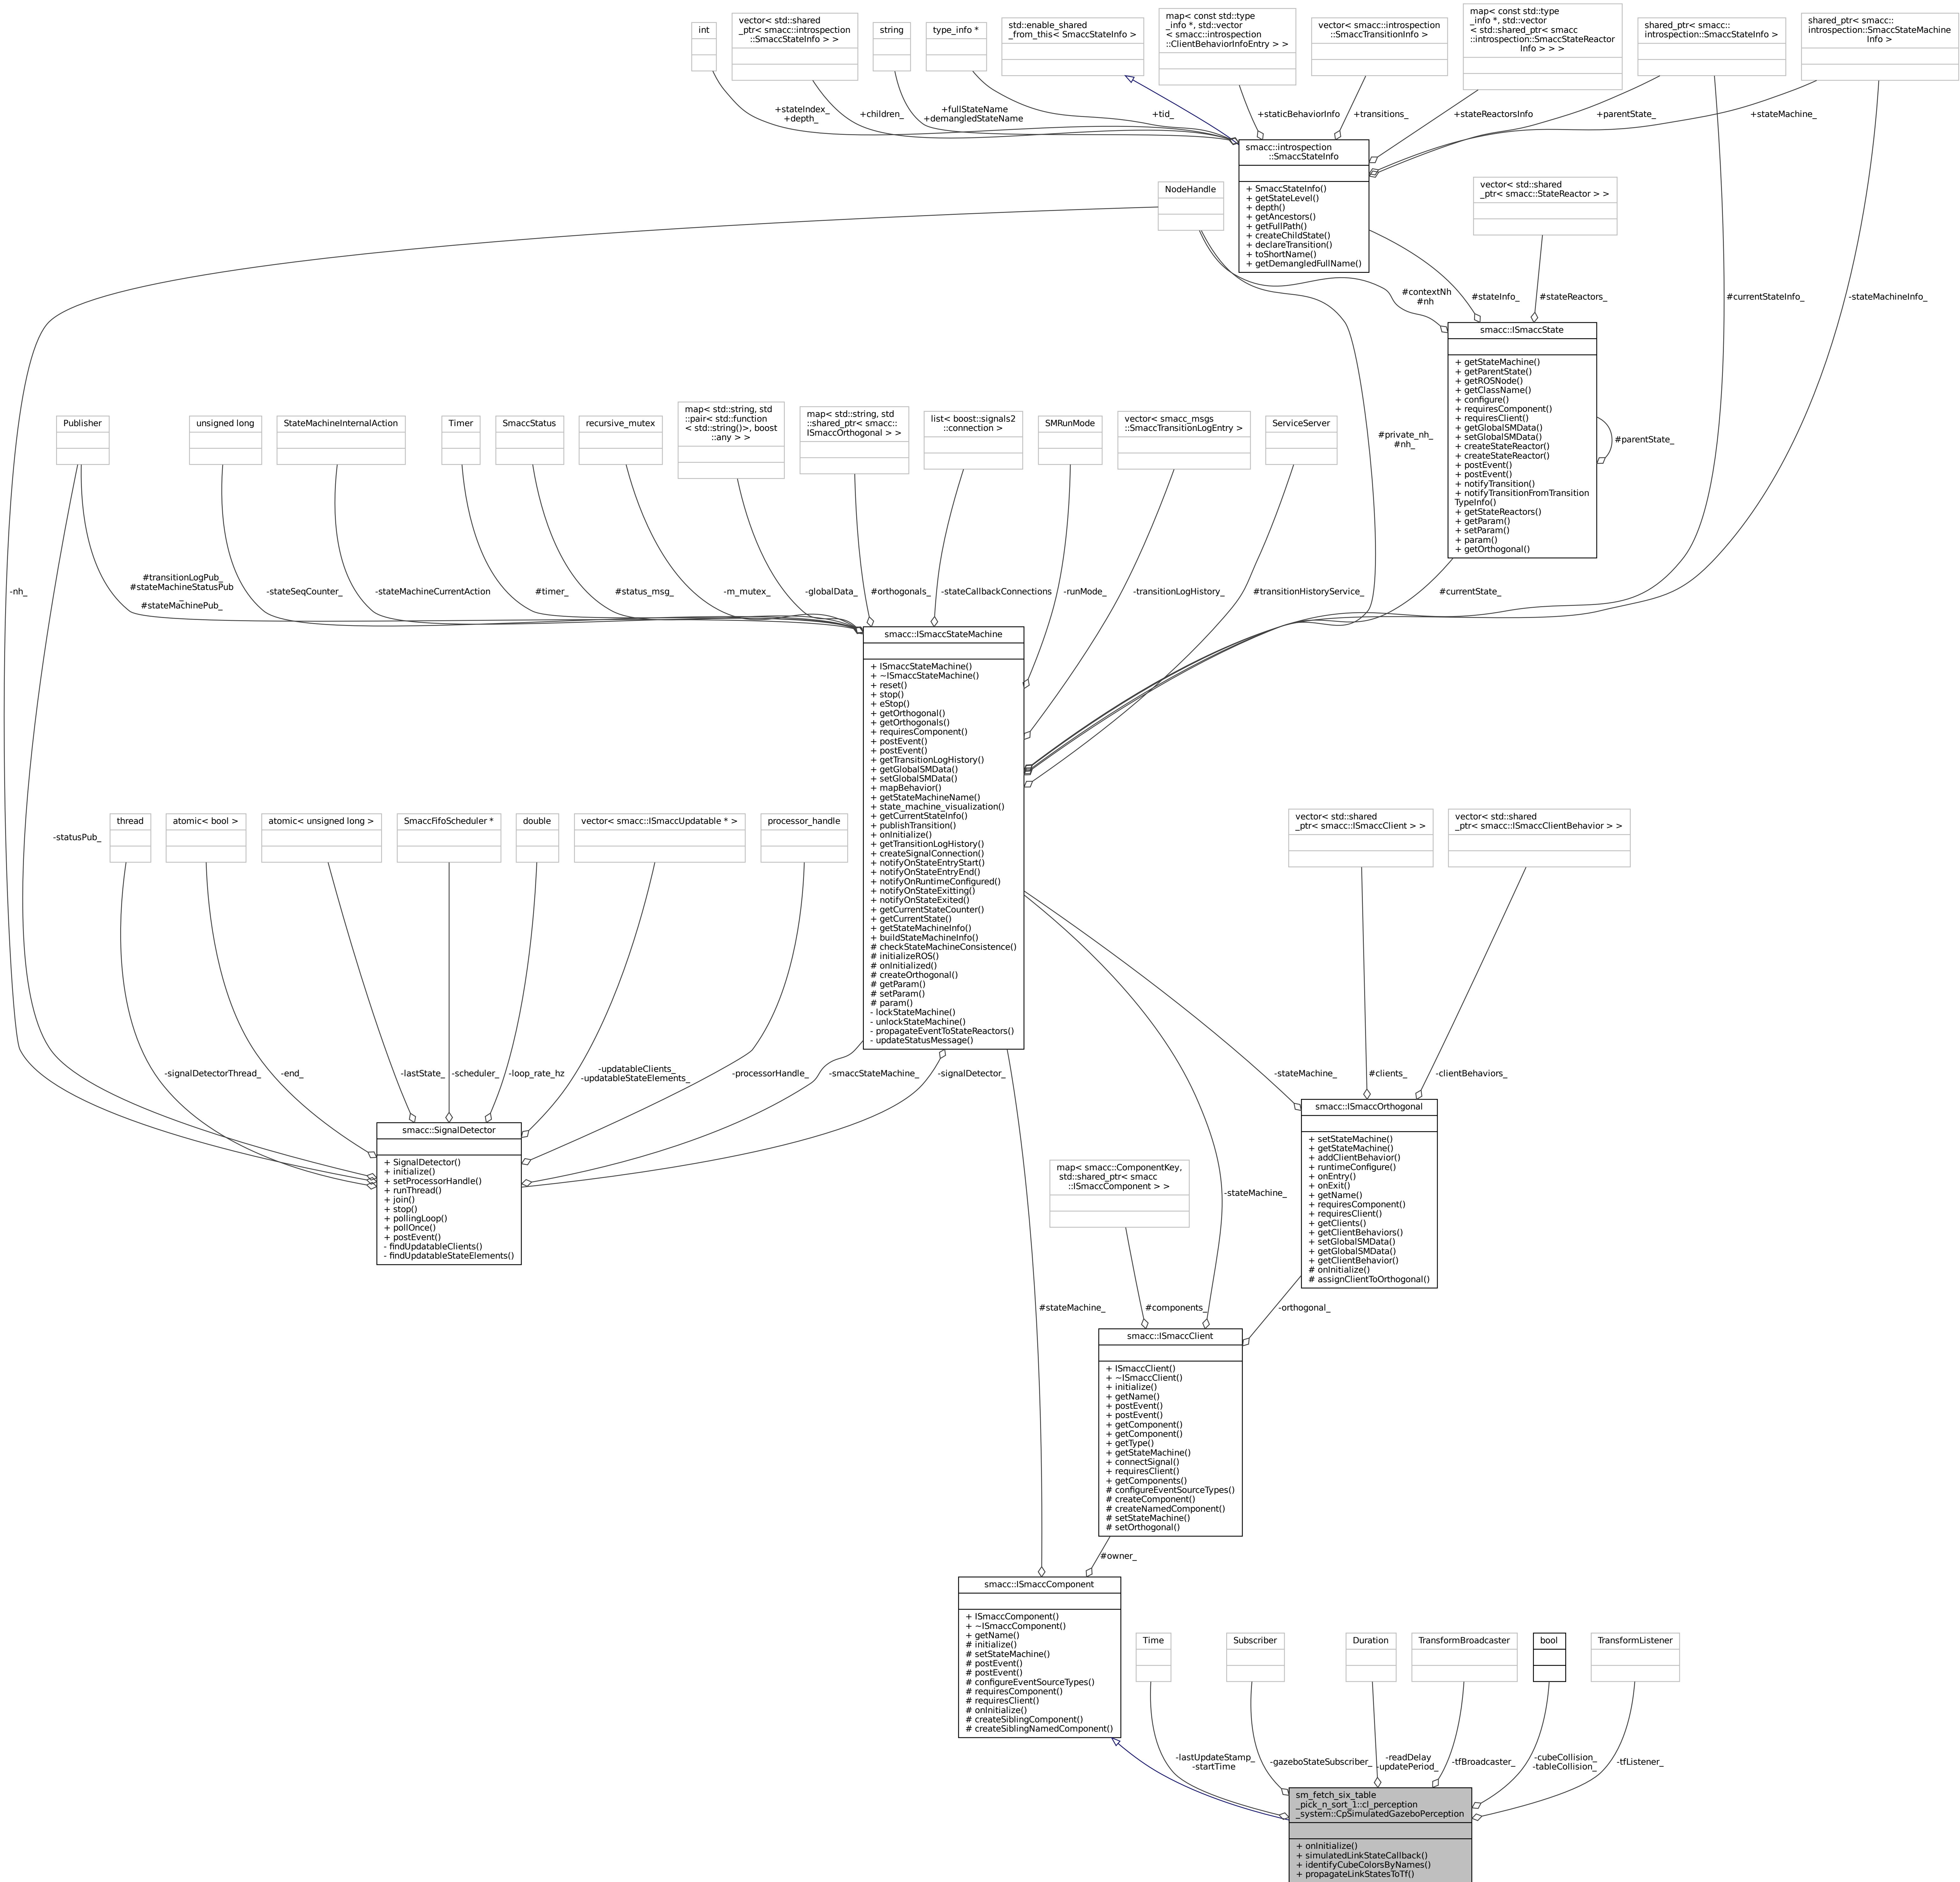 int
vector< std::shared
_ptr< smacc::introspection
::SmaccStateInfo > >
string
type_info *
std::enable_shared
_from_this< SmaccStateInfo >
map< const std::type
_info *, std::vector
< smacc::introspection
::ClientBehaviorInfoEntry > >
vector< smacc::introspection
::SmaccTransitionInfo >
map< const std::type
_info *, std::vector
< std::shared_ptr< smacc
::introspection::SmaccStateReactor
Info > > >
shared_ptr< smacc::
introspection::SmaccStateInfo >
shared_ptr< smacc::
introspection::SmaccStateMachine
Info >
+stateIndex_
+depth_
+children_
+fullStateName
+demangledStateName
+tid_
+staticBehaviorInfo
+transitions_
+stateReactorsInfo
+parentState_
+stateMachine_
smacc::introspection
::SmaccStateInfo
+ SmaccStateInfo()
+ getStateLevel()
+ depth()
+ getAncestors()
+ getFullPath()
+ createChildState()
+ declareTransition()
+ toShortName()
+ getDemangledFullName()
NodeHandle
vector< std::shared
_ptr< smacc::StateReactor > >
#contextNh
#nh
#stateInfo_
#stateReactors_
#currentStateInfo_
-stateMachineInfo_
smacc::ISmaccState
+ getStateMachine()
+ getParentState()
+ getROSNode()
+ getClassName()
+ configure()
+ requiresComponent()
+ requiresClient()
+ getGlobalSMData()
+ setGlobalSMData()
+ createStateReactor()
+ createStateReactor()
+ postEvent()
+ postEvent()
+ notifyTransition()
+ notifyTransitionFromTransition
TypeInfo()
+ getStateReactors()
+ getParam()
+ setParam()
+ param()
+ getOrthogonal()
#parentState_
Publisher
unsigned long
StateMachineInternalAction
Timer
SmaccStatus
recursive_mutex
map< std::string, std
::pair< std::function
< std::string()>, boost
::any > >
map< std::string, std
::shared_ptr< smacc::
ISmaccOrthogonal > >
list< boost::signals2
::connection >
SMRunMode
vector< smacc_msgs
::SmaccTransitionLogEntry >
ServiceServer
#private_nh_
#nh_
-nh_
#transitionLogPub_
#stateMachineStatusPub
_
#stateMachinePub_
-stateSeqCounter_
-stateMachineCurrentAction
#timer_
#status_msg_
-m_mutex_
-globalData_
#orthogonals_
-stateCallbackConnections
-runMode_
-transitionLogHistory_
#transitionHistoryService_
#currentState_
smacc::ISmaccStateMachine
+ ISmaccStateMachine()
+ ~ISmaccStateMachine()
+ reset()
+ stop()
+ eStop()
+ getOrthogonal()
+ getOrthogonals()
+ requiresComponent()
+ postEvent()
+ postEvent()
+ getTransitionLogHistory()
+ getGlobalSMData()
+ setGlobalSMData()
+ mapBehavior()
+ getStateMachineName()
+ state_machine_visualization()
+ getCurrentStateInfo()
+ publishTransition()
+ onInitialize()
+ getTransitionLogHistory()
+ createSignalConnection()
+ notifyOnStateEntryStart()
+ notifyOnStateEntryEnd()
+ notifyOnRuntimeConfigured()
+ notifyOnStateExitting()
+ notifyOnStateExited()
+ getCurrentStateCounter()
+ getCurrentState()
+ getStateMachineInfo()
+ buildStateMachineInfo()
# checkStateMachineConsistence()
# initializeROS()
# onInitialized()
# createOrthogonal()
# getParam()
# setParam()
# param()
- lockStateMachine()
- unlockStateMachine()
- propagateEventToStateReactors()
- updateStatusMessage()
-statusPub_
thread
atomic< bool >
atomic< unsigned long >
SmaccFifoScheduler *
double
vector< smacc::ISmaccUpdatable * >
processor_handle
vector< std::shared
_ptr< smacc::ISmaccClient > >
vector< std::shared
_ptr< smacc::ISmaccClientBehavior > >
-signalDetectorThread_
-end_
-lastState_
-scheduler_
-loop_rate_hz
-updatableClients_
-updatableStateElements_
-processorHandle_
-smaccStateMachine_
-signalDetector_
-stateMachine_
#clients_
-clientBehaviors_
smacc::SignalDetector
+ SignalDetector()
+ initialize()
+ setProcessorHandle()
+ runThread()
+ join()
+ stop()
+ pollingLoop()
+ pollOnce()
+ postEvent()
- findUpdatableClients()
- findUpdatableStateElements()
smacc::ISmaccOrthogonal
+ setStateMachine()
+ getStateMachine()
+ addClientBehavior()
+ runtimeConfigure()
+ onEntry()
+ onExit()
+ getName()
+ requiresComponent()
+ requiresClient()
+ getClients()
+ getClientBehaviors()
+ setGlobalSMData()
+ getGlobalSMData()
+ getClientBehavior()
# onInitialize()
# assignClientToOrthogonal()
map< smacc::ComponentKey,
std::shared_ptr< smacc
::ISmaccComponent > >
-stateMachine_
#stateMachine_
#components_
-orthogonal_
smacc::ISmaccClient
+ ISmaccClient()
+ ~ISmaccClient()
+ initialize()
+ getName()
+ postEvent()
+ postEvent()
+ getComponent()
+ getComponent()
+ getType()
+ getStateMachine()
+ connectSignal()
+ requiresClient()
+ getComponents()
# configureEventSourceTypes()
# createComponent()
# createNamedComponent()
# setStateMachine()
# setOrthogonal()
#owner_
smacc::ISmaccComponent
+ ISmaccComponent()
+ ~ISmaccComponent()
+ getName()
# initialize()
# setStateMachine()
# postEvent()
# postEvent()
# configureEventSourceTypes()
# requiresComponent()
# requiresClient()
# onInitialize()
# createSiblingComponent()
# createSiblingNamedComponent()
Time
Subscriber
Duration
TransformBroadcaster
bool
TransformListener
-lastUpdateStamp_
-startTime
-gazeboStateSubscriber_
-readDelay
-updatePeriod_
-tfBroadcaster_
-cubeCollision_
-tableCollision_
-tfListener_
sm_fetch_six_table
_pick_n_sort_1::cl_perception
_system::CpSimulatedGazeboPerception
+ onInitialize()
+ simulatedLinkStateCallback()
+ identifyCubeColorsByNames()
+ propagateLinkStatesToTf()